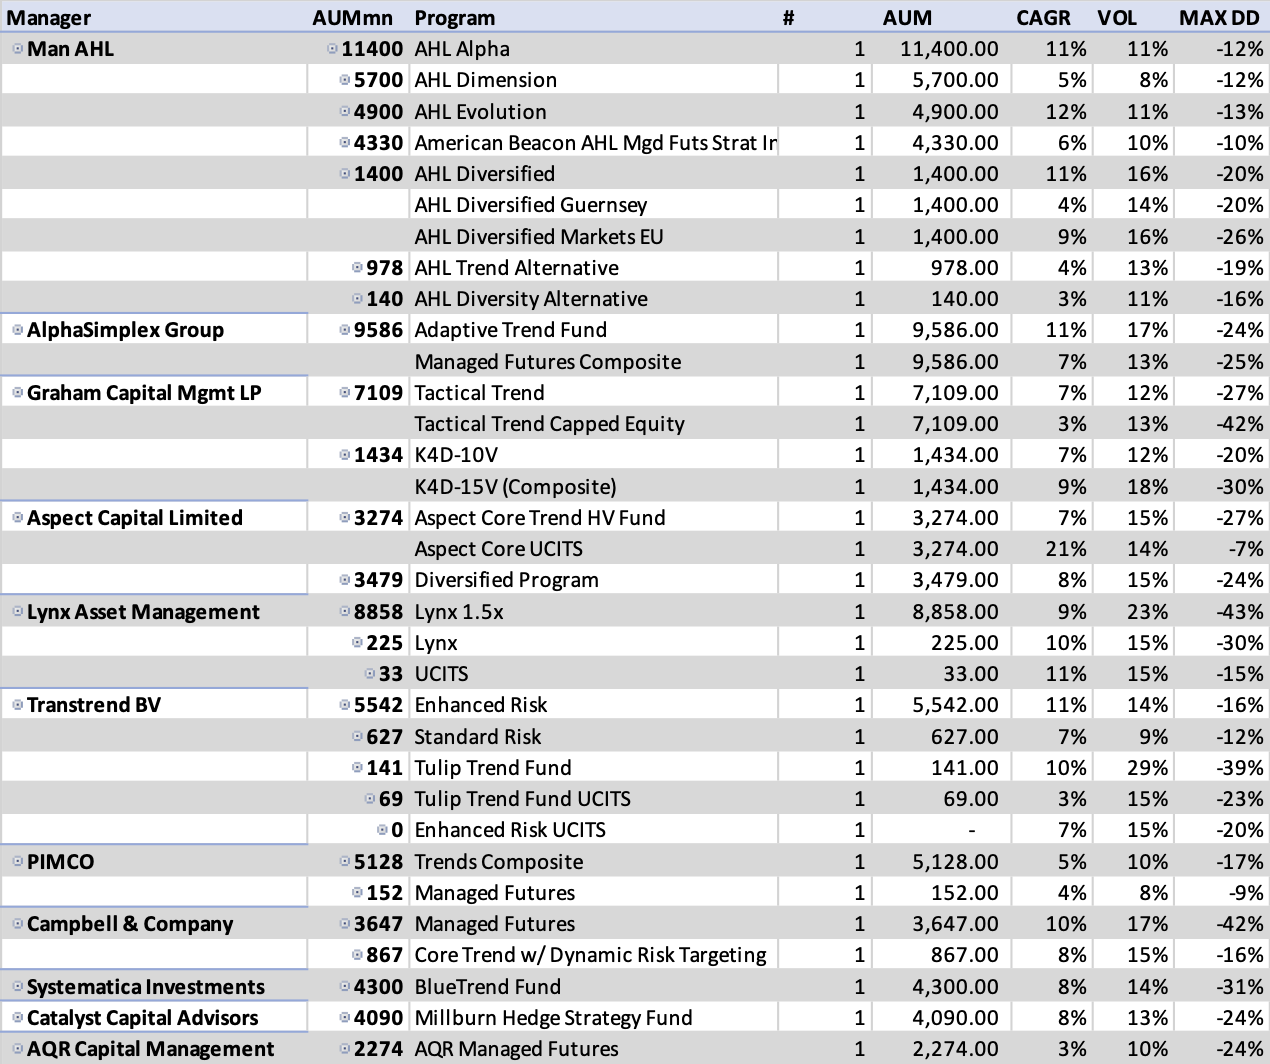 Manager AUMmn Program # AUM CAGR VOL MAX DD
Man AHL 11400 AHL Alpha 1 11,400.00 11% 11% -12%
5700 AHL Dimension 1 5,700.00 5% 8% -12%
4900 AHL Evolution 1 4,900.00 12% 11% -13%
4330 American Beacon AHL Mgd Futs Strat In 1 4,330.00 6% 10% -10%
1400 AHL Diversified 1 1,400.00 11% 16% -20%
AHL Diversified Guernsey 1 1,400.00 4% 14% -20%
AHL Diversified Markets EU 1 1,400.00 9% 16% -26%
978 AHL Trend Alternative 1 978.00 4% 13% -19%
140 AHL Diversity Alternative 1 140.00 3% 11% -16%
AlphaSimplex Group 9586 Adaptive Trend Fund 1 9,586.00 11% 17% -24%
Managed Futures Composite 1 9,586.00 7% 13% -25%
Graham Capital Mgmt LP 7109 Tactical Trend 1 7,109.00 7% 12% -27%
Tactical Trend Capped Equity 1 7,109.00 3% 13% -42%
1434 K4D-10V 1 1,434.00 7% 12% -20%
K4D-15V (Composite) 1 1,434.00 9% 18% -30%
Aspect Capital Limited 3274 Aspect Core Trend HV Fund 1 3,274.00 7% 15% -27%
Aspect Core UCITS 1 3,274.00 21% 14% -7%
3479 Diversified Program 1 3,479.00 8% 15% -24%
Lynx Asset Management 8858 Lynx 1.5x 1 8,858.00 9% 23% -43%
225 Lynx 1 225.00 10% 15% -30%
33 UCITS 1 33.00 11% 15% -15%
Transtrend BV 5542 Enhanced Risk 1 5,542.00 11% 14% -16%
627 Standard Risk 1 627.00 7% 9% -12%
141 Tulip Trend Fund 1 141.00 10% 29% -39%
69 Tulip Trend Fund UCITS 1 69.00 3% 15% -23%
0 Enhanced Risk UCITS 1 - 7% 15% -20%
PIMCO 5128 Trends Composite 1 5,128.00 5% 10% -17%
152 Managed Futures 1 152.00 4% 8% -9%
Campbell & Company 3647 Managed Futures 1 3,647.00 10% 17% -42%
867 Core Trend w/ Dynamic Risk Targeting 1 867.00 8% 15% -16%
Systematica Investments 4300 BlueTrend Fund 1 4,300.00 8% 14% -31%
Catalyst Capital Advisors 4090 Millburn Hedge Strategy Fund 1 4,090.00 8% 13% -24%
AQR Capital Management 2274 AQR Managed Futures 1 2,274.00 3% 10% -24%